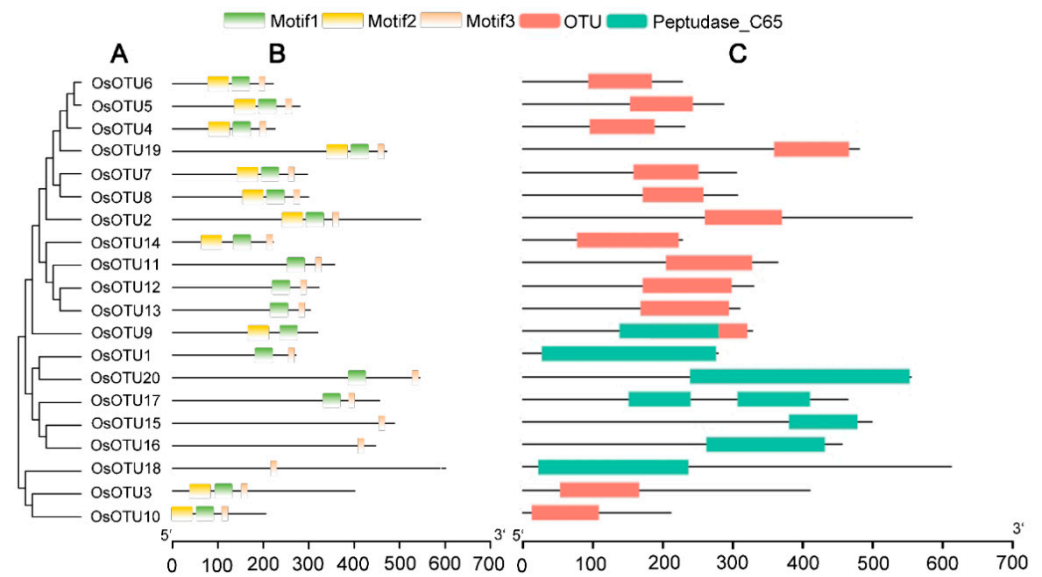 Motif1 Motif2 Motif3 OTU Peptudase_C65
A B C
OsOTU6
OsOTU5
OsOTU4
OsOTU19
OsOTU7
OsOTU8
OsOTU2
OsOTU14
OsOTU11
OsOTU12
OsOTU13
OsOTU9
OsOTU1
OsOTU20
OsOTU17
OsOTU15
OsOTU16
OsOTU18
OsOTU3
OsOTU10
5' 3' 5' 3'
0 100 200 300 400 500 600 700 0 100 200 300 400 500 600 700